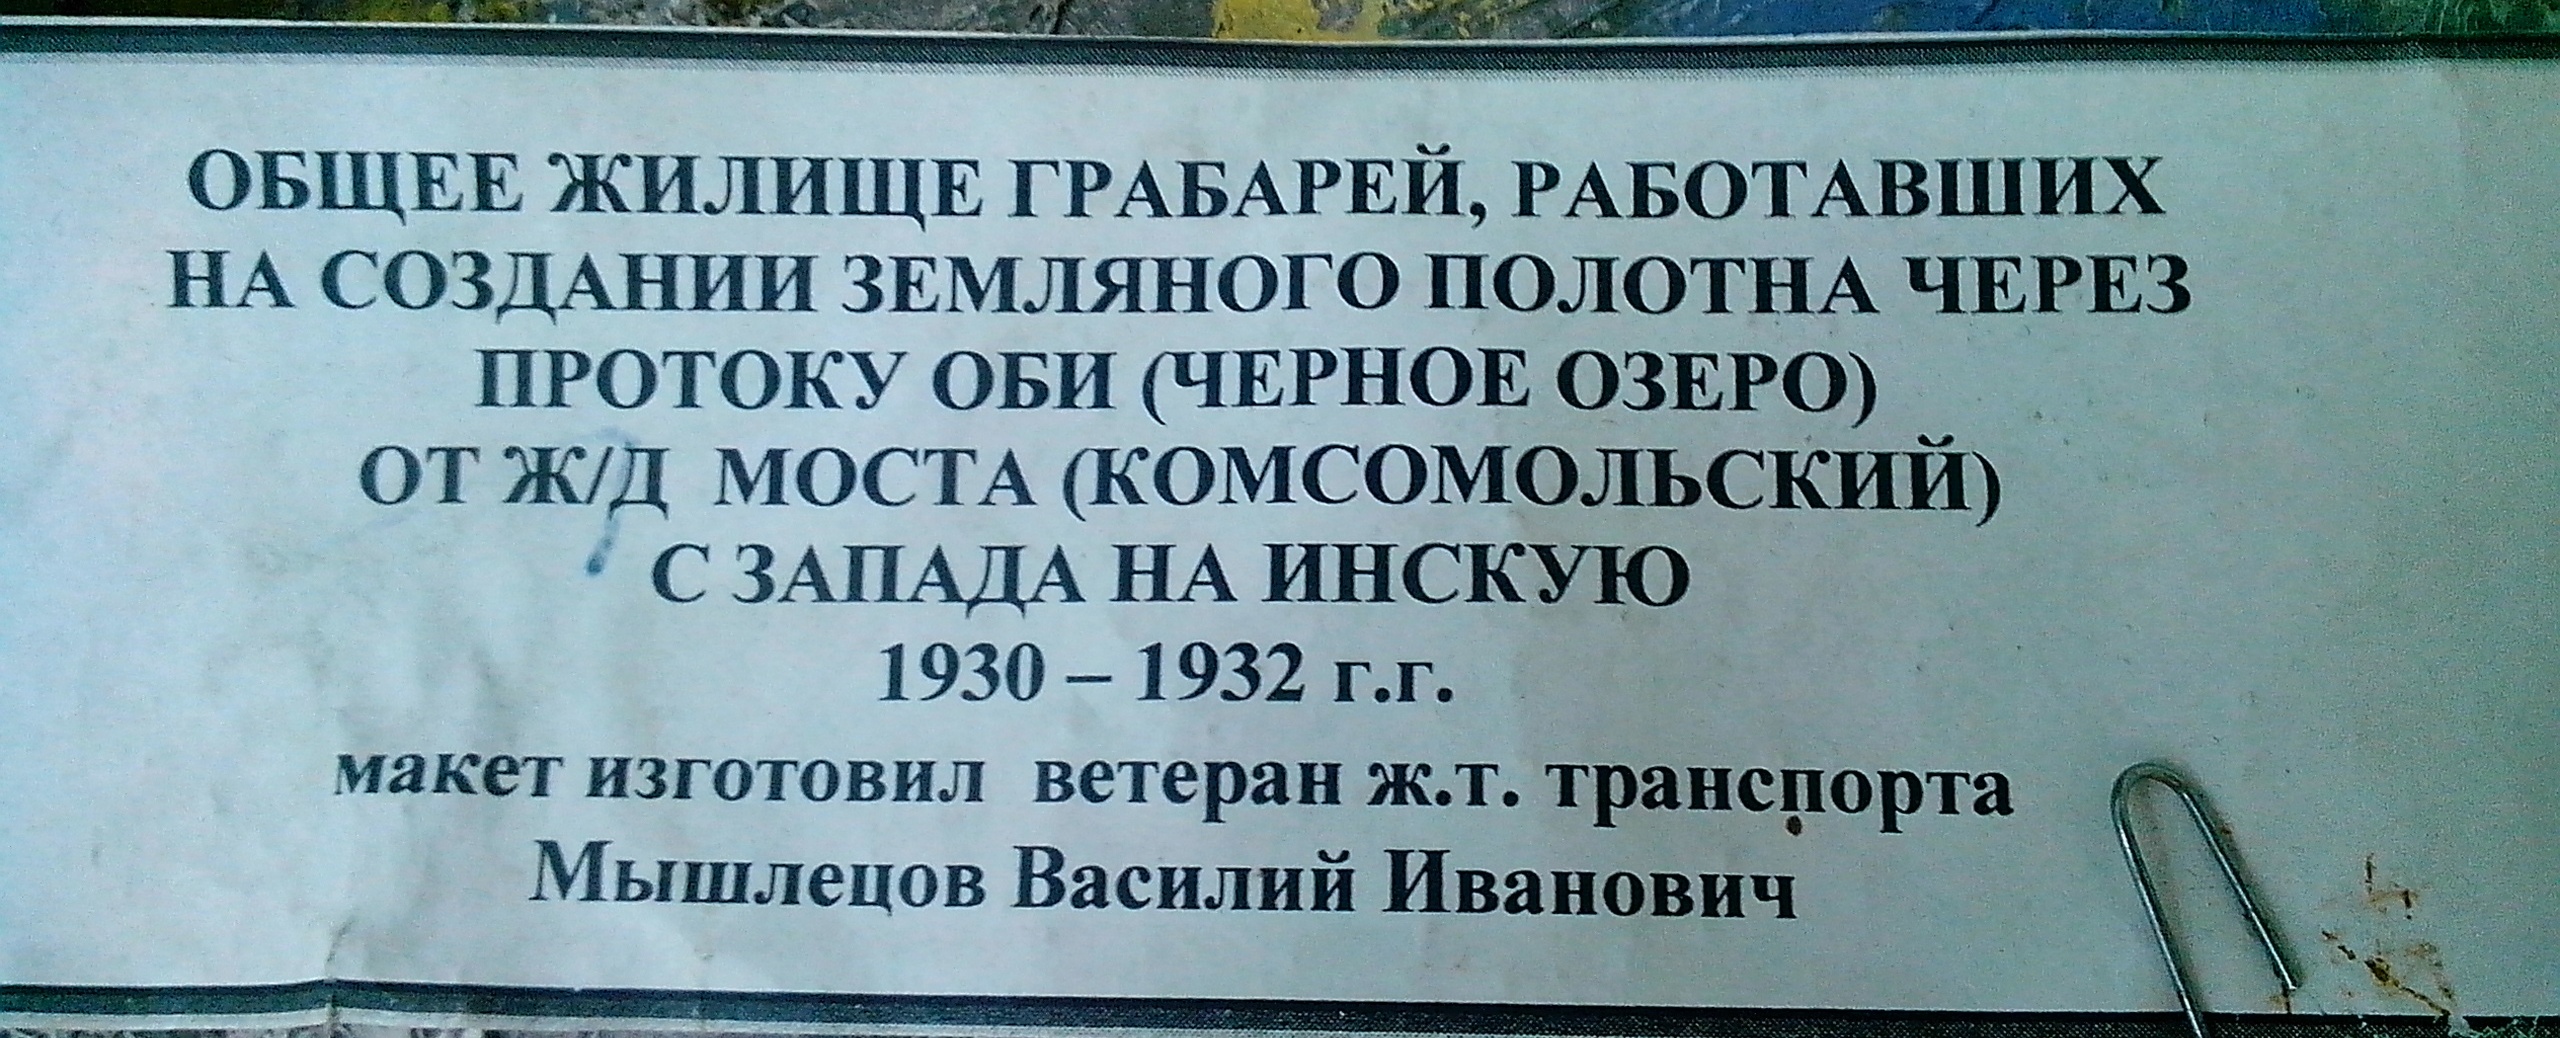 ОБЩЕЕ ЖИЛИЩЕ ГРАБАРЕЙ, РАБОТАВШИХ
НА СОЗДАНИИ ЗЕМЛЯНОГО ПОЛОТНА ЧЕРЕЗ
ПРОТОКУ ОБИ (ЧЕРНОЕ ОЗЕРО)
ОТ Ж/Д МОСТА (КОМСОМОЛЬСКИЙ)
С ЗАПАДА НА ИНСКУЮ
1930 – 1932 г.г.
макет изготовил ветеран ж.т. транспорта
Мышлецов Василий Иванович